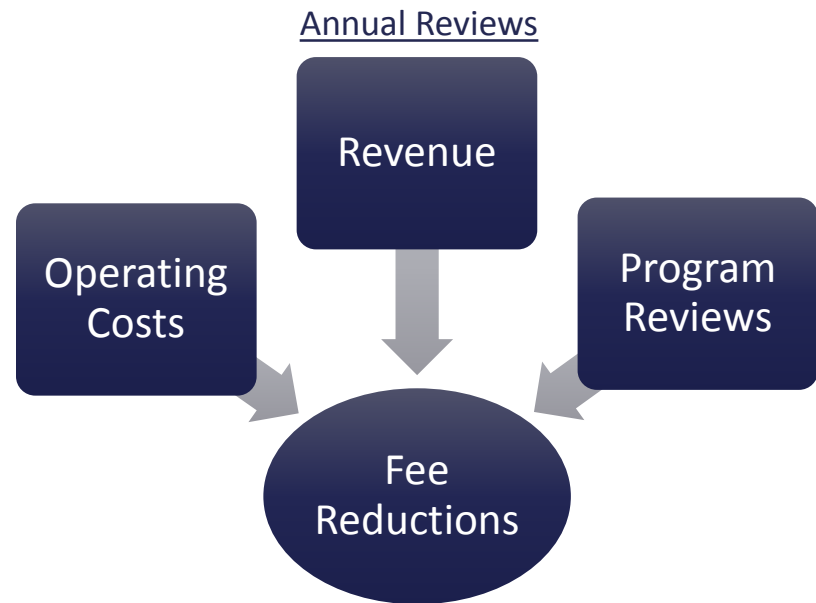 Annual Reviews
Revenue
Operating
Costs
Program
Reviews
Fee
Reductions